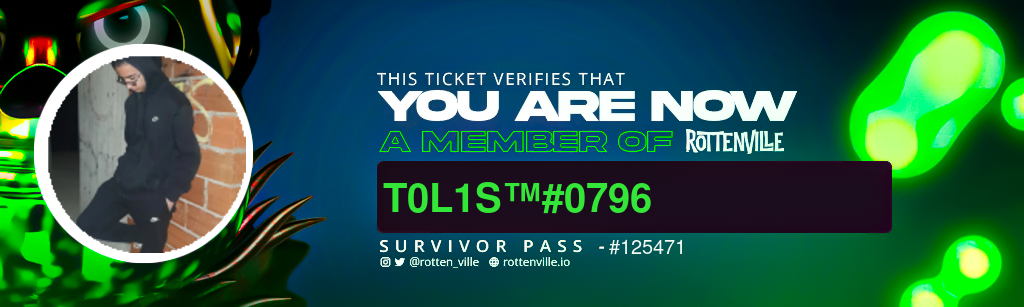 THIS TICKET VERIFIES THAT
YOU ARE NOW
A MEMBER OF ROTTENVILLE
T0L1S™#0796
SURVIVOR PASS - #125471
@rotten_ville rottenville.io